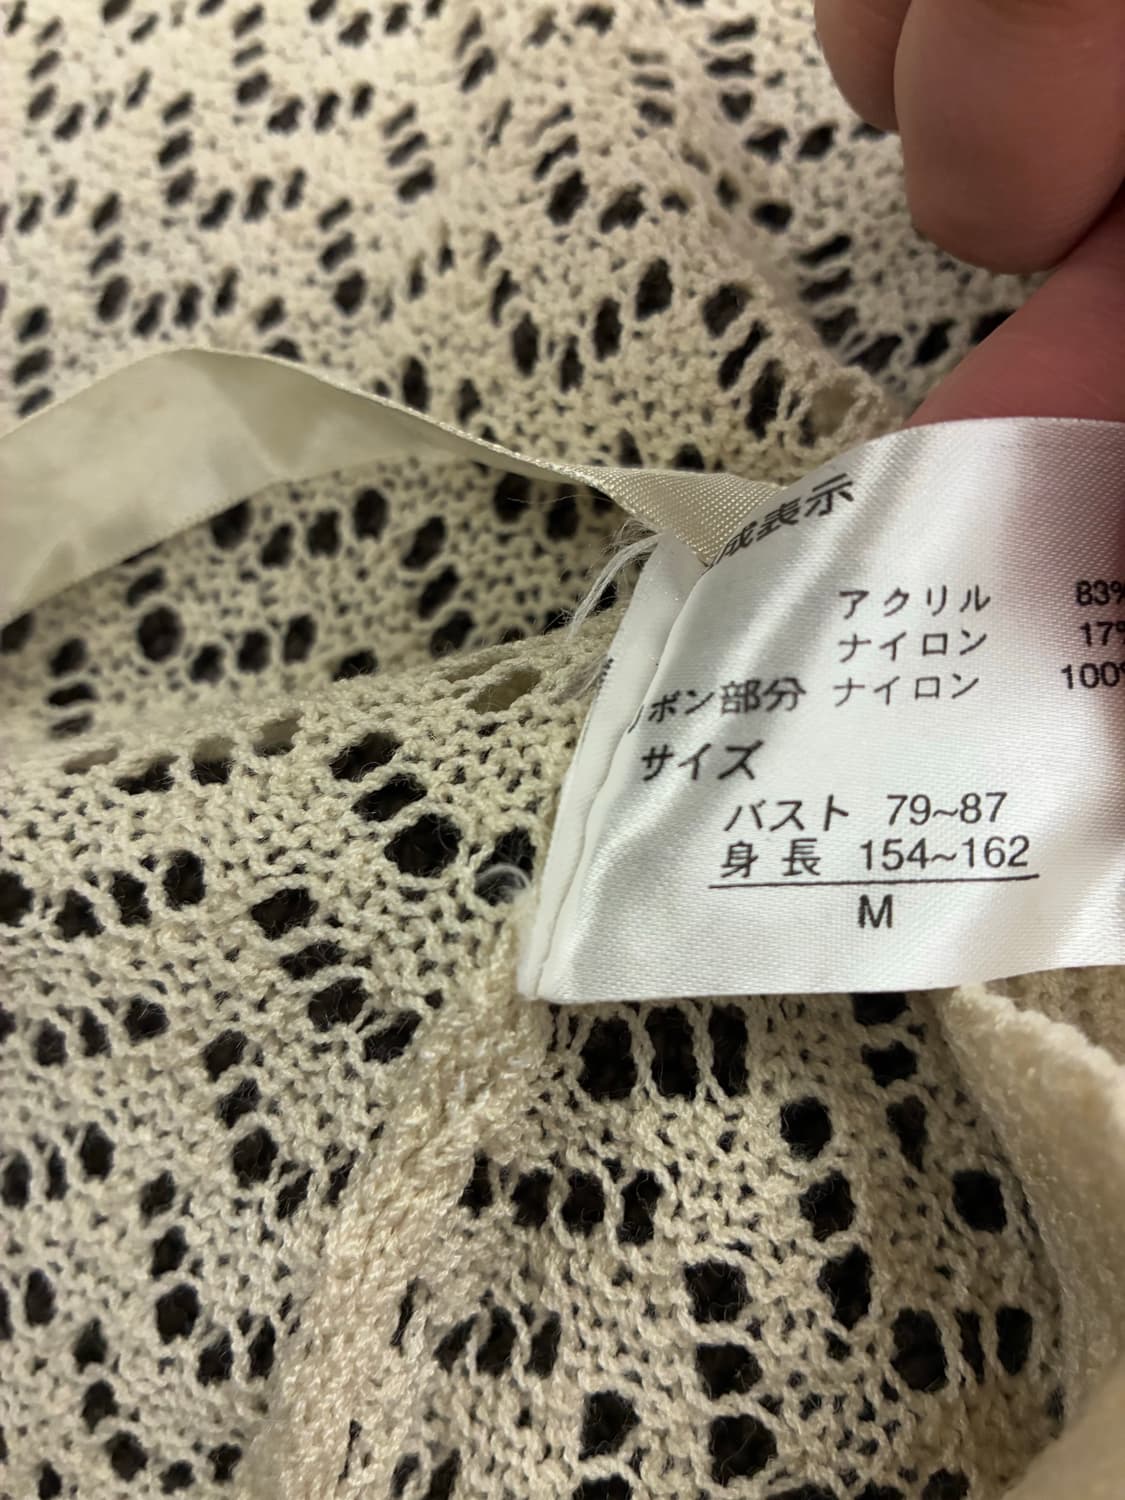 成表示
アクリル 83%
ナイロン 17%
リボン部分 ナイロン 100%
サイズ
バスト 79~87
身長 154~162
M